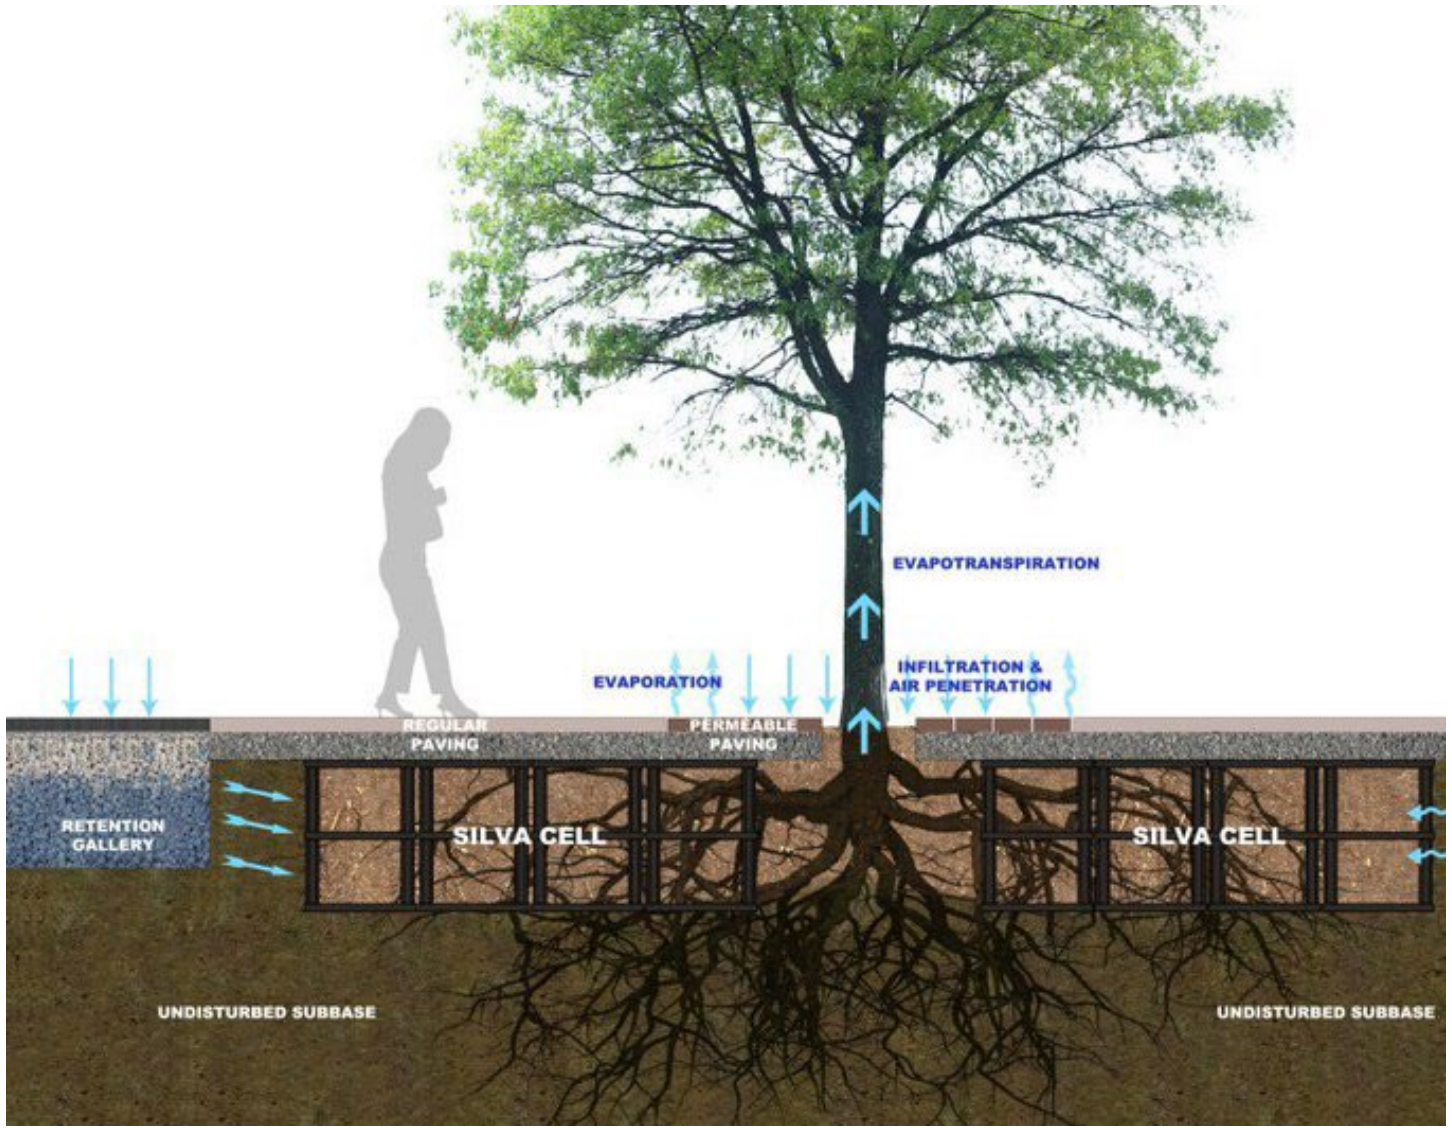 EVAPOTRANSPIRATION
EVAPORATION
INFILTRATION &
AIR PENETRATION
REGULAR
PAVING
PERMEABLE
PAVING
RETENTION
GALLERY
SILVA CELL
SILVA CELL
UNDISTURBED SUBBASE
UNDISTURBED SUBBASE